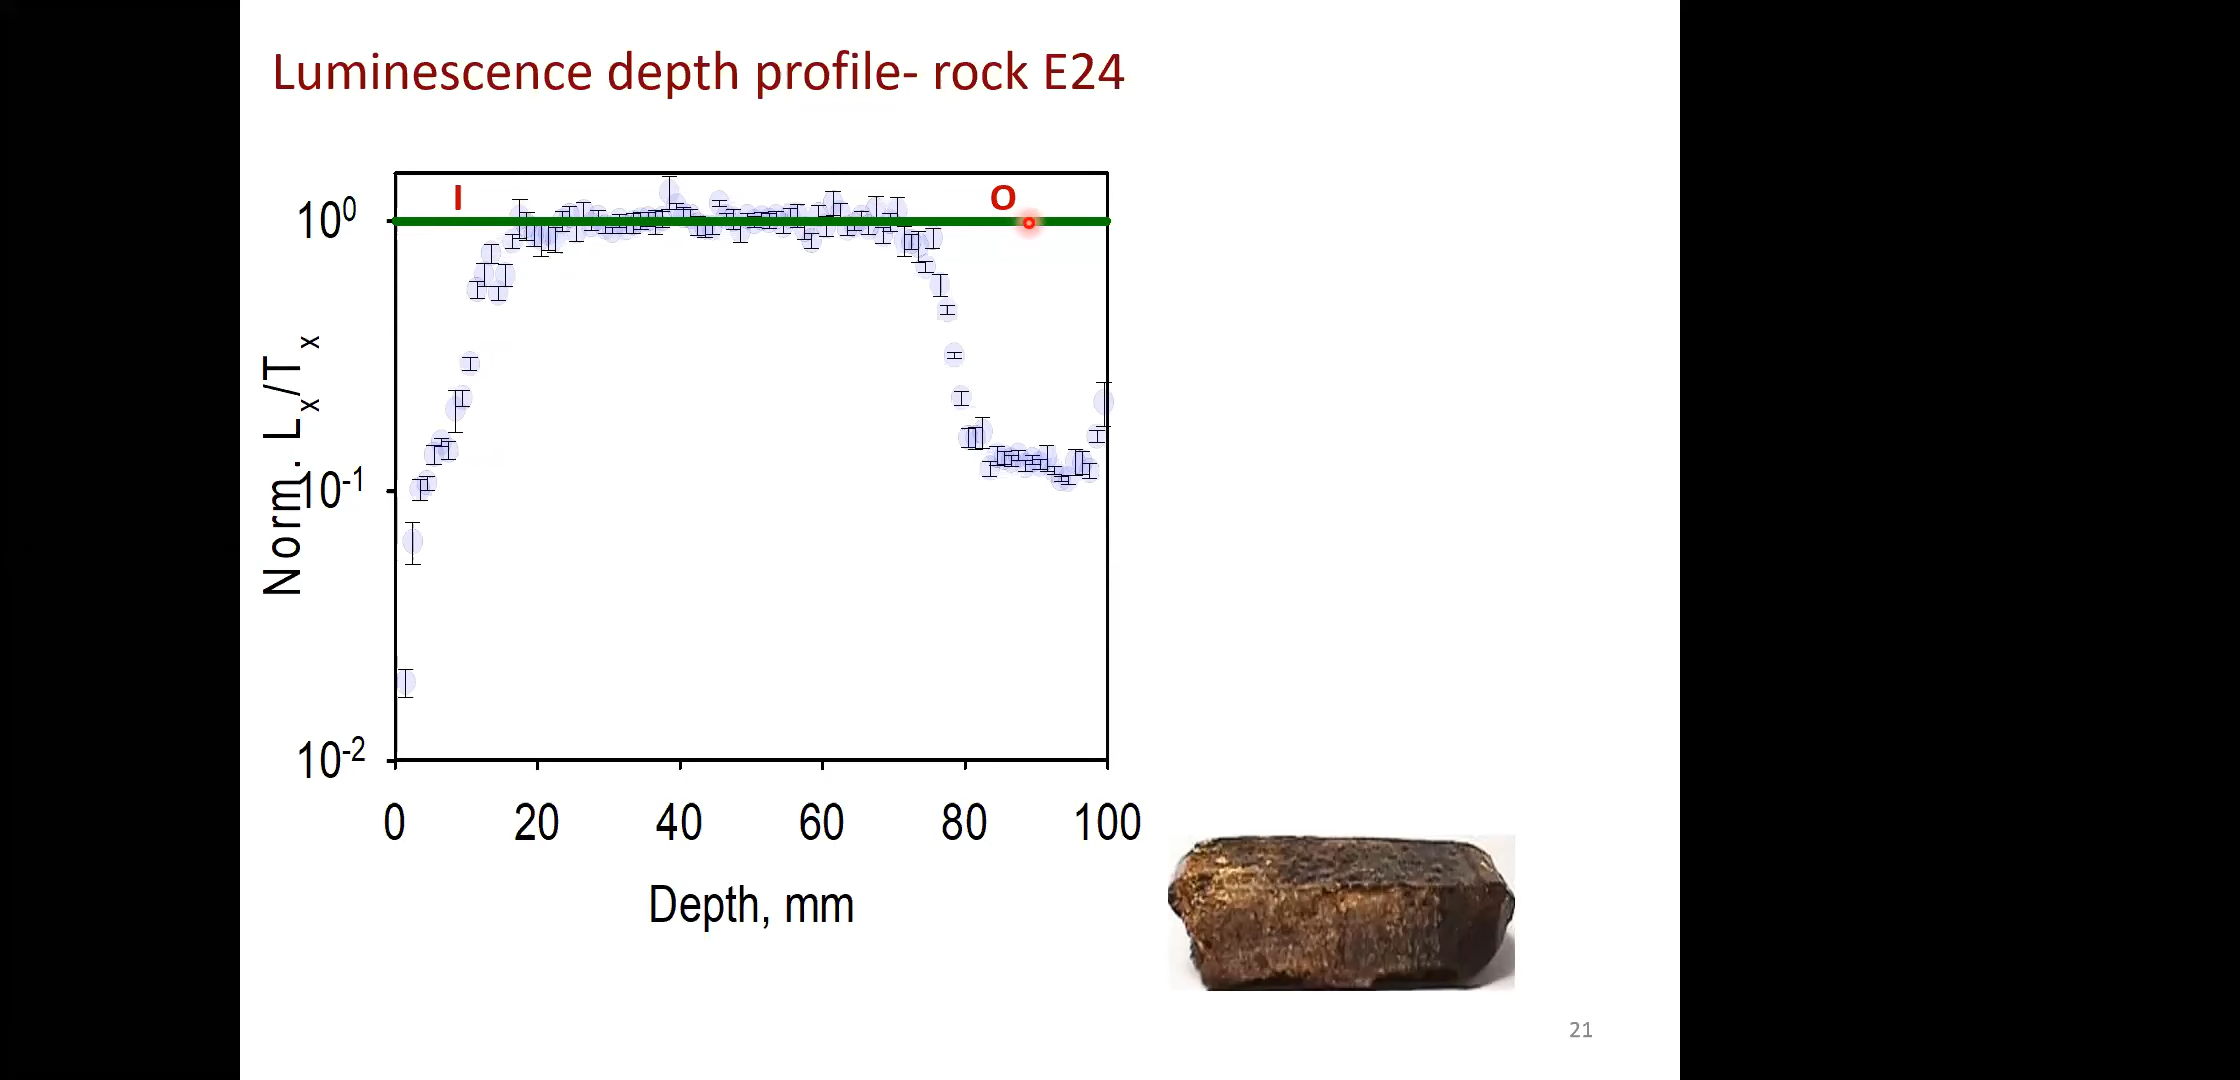 Luminescence depth profile- rock E24
I
O
10⁰
10⁻¹
10⁻²
Norm. Lₓ/Tₓ
0 20 40 60 80 100
Depth, mm
21